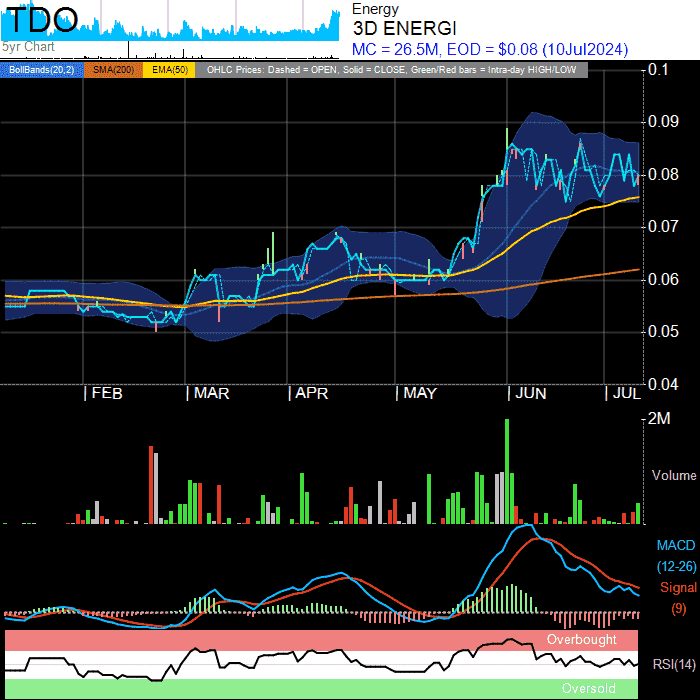 TDO
5yr Chart
Energy
3D ENERGI
MC = 26.5M, EOD = $0.08 (10Jul2024)
BollBands(20,2) SMA(200) EMA(50) OHLC Prices: Dashed = OPEN, Solid = CLOSE, Green/Red bars = Intra-day HIGH/LOW
0.1
0.09
0.08
0.07
0.06
0.05
0.04
FEB MAR APR MAY JUN JUL
2M
Volume
MACD
(12-26)
Signal
(9)
Overbought
RSI(14)
Oversold